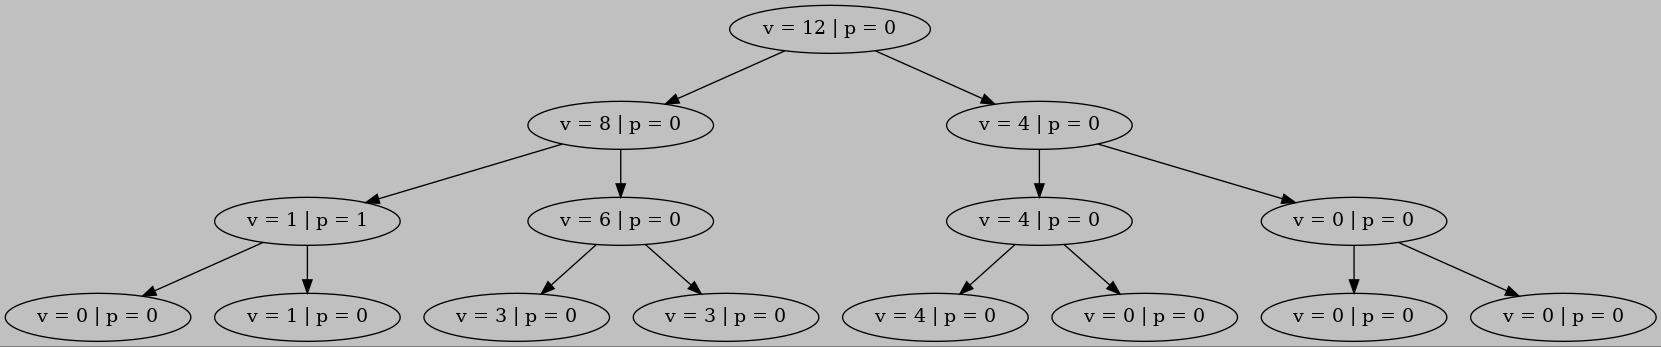 v = 12 | p = 0
v = 8 | p = 0
v = 4 | p = 0
v = 1 | p = 1
v = 6 | p = 0
v = 4 | p = 0
v = 0 | p = 0
v = 0 | p = 0
v = 1 | p = 0
v = 3 | p = 0
v = 3 | p = 0
v = 4 | p = 0
v = 0 | p = 0
v = 0 | p = 0
v = 0 | p = 0